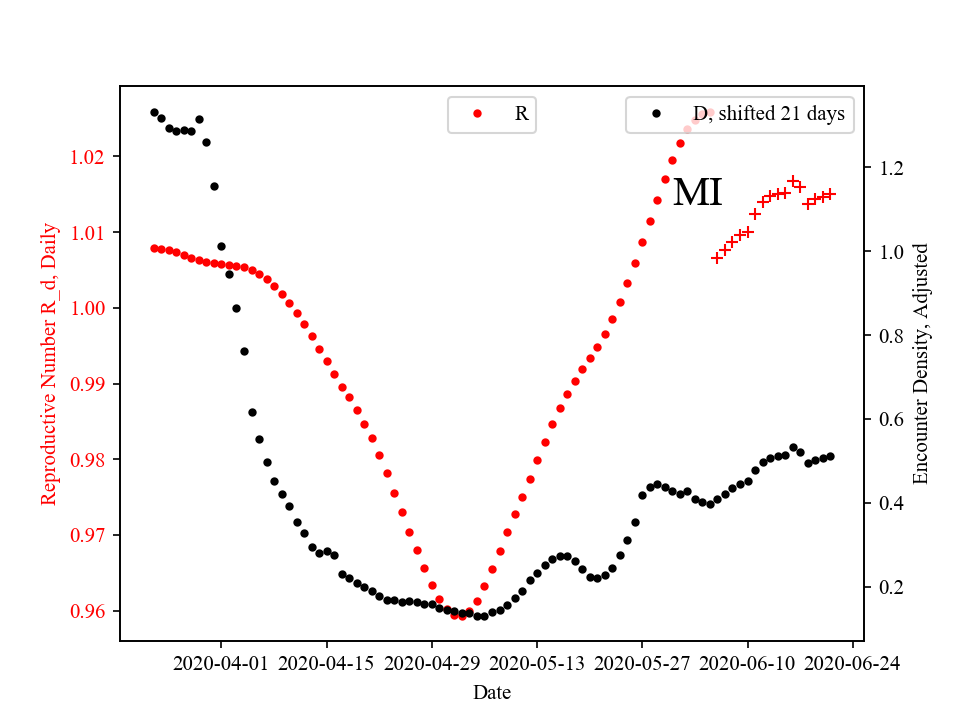 R
D, shifted 21 days
MI
1.02
1.01
1.00
0.99
0.98
0.97
0.96
Reproductive Number R_d, Daily
1.2
1.0
0.8
0.6
0.4
0.2
Encounter Density, Adjusted
2020-04-01 2020-04-15 2020-04-29 2020-05-13 2020-05-27 2020-06-10 2020-06-24
Date